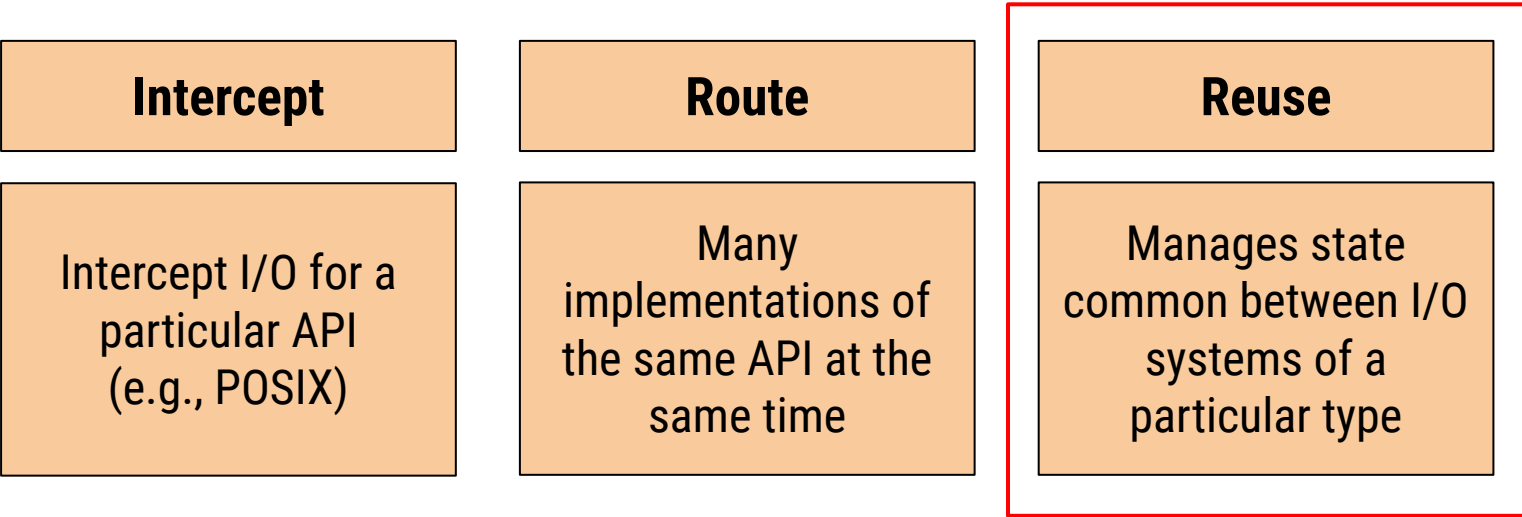 Intercept
Route
Reuse
Intercept I/O for a
particular API
(e.g., POSIX)
Many
implementations of
the same API at the
same time
Manages state
common between I/O
systems of a
particular type